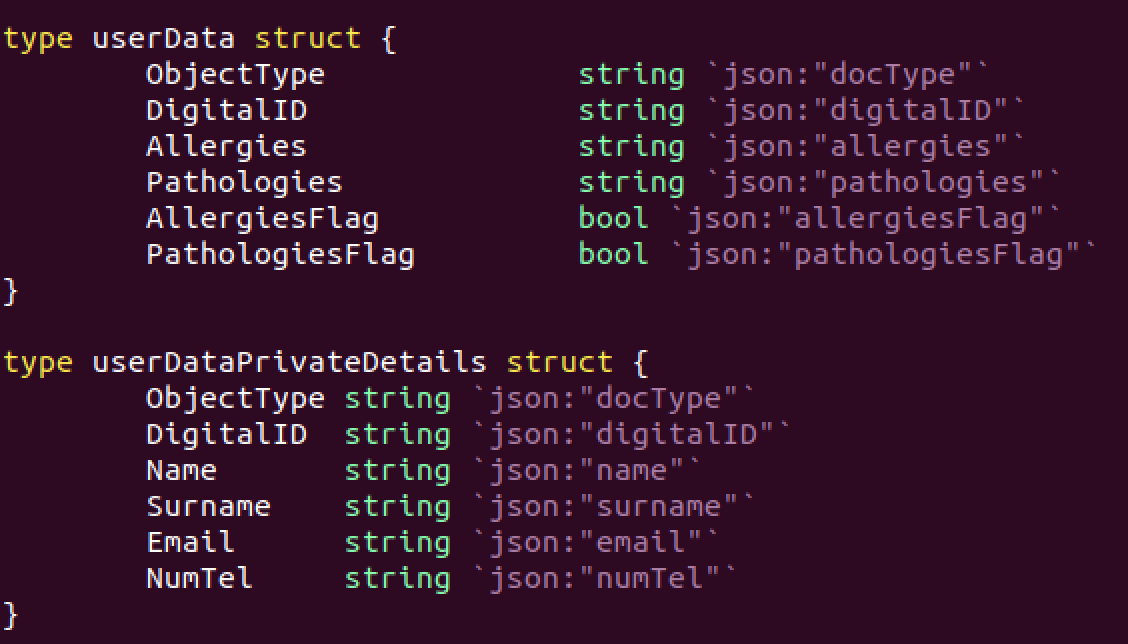 type userData struct {
        ObjectType              string `json:"docType"`
        DigitalID               string `json:"digitalID"`
        Allergies               string `json:"allergies"`
        Pathologies             string `json:"pathologies"`
        AllergiesFlag           bool `json:"allergiesFlag"`
        PathologiesFlag         bool `json:"pathologiesFlag"`
}

type userDataPrivateDetails struct {
        ObjectType string `json:"docType"`
        DigitalID  string `json:"digitalID"`
        Name       string `json:"name"`
        Surname    string `json:"surname"`
        Email      string `json:"email"`
        NumTel     string `json:"numTel"`
}